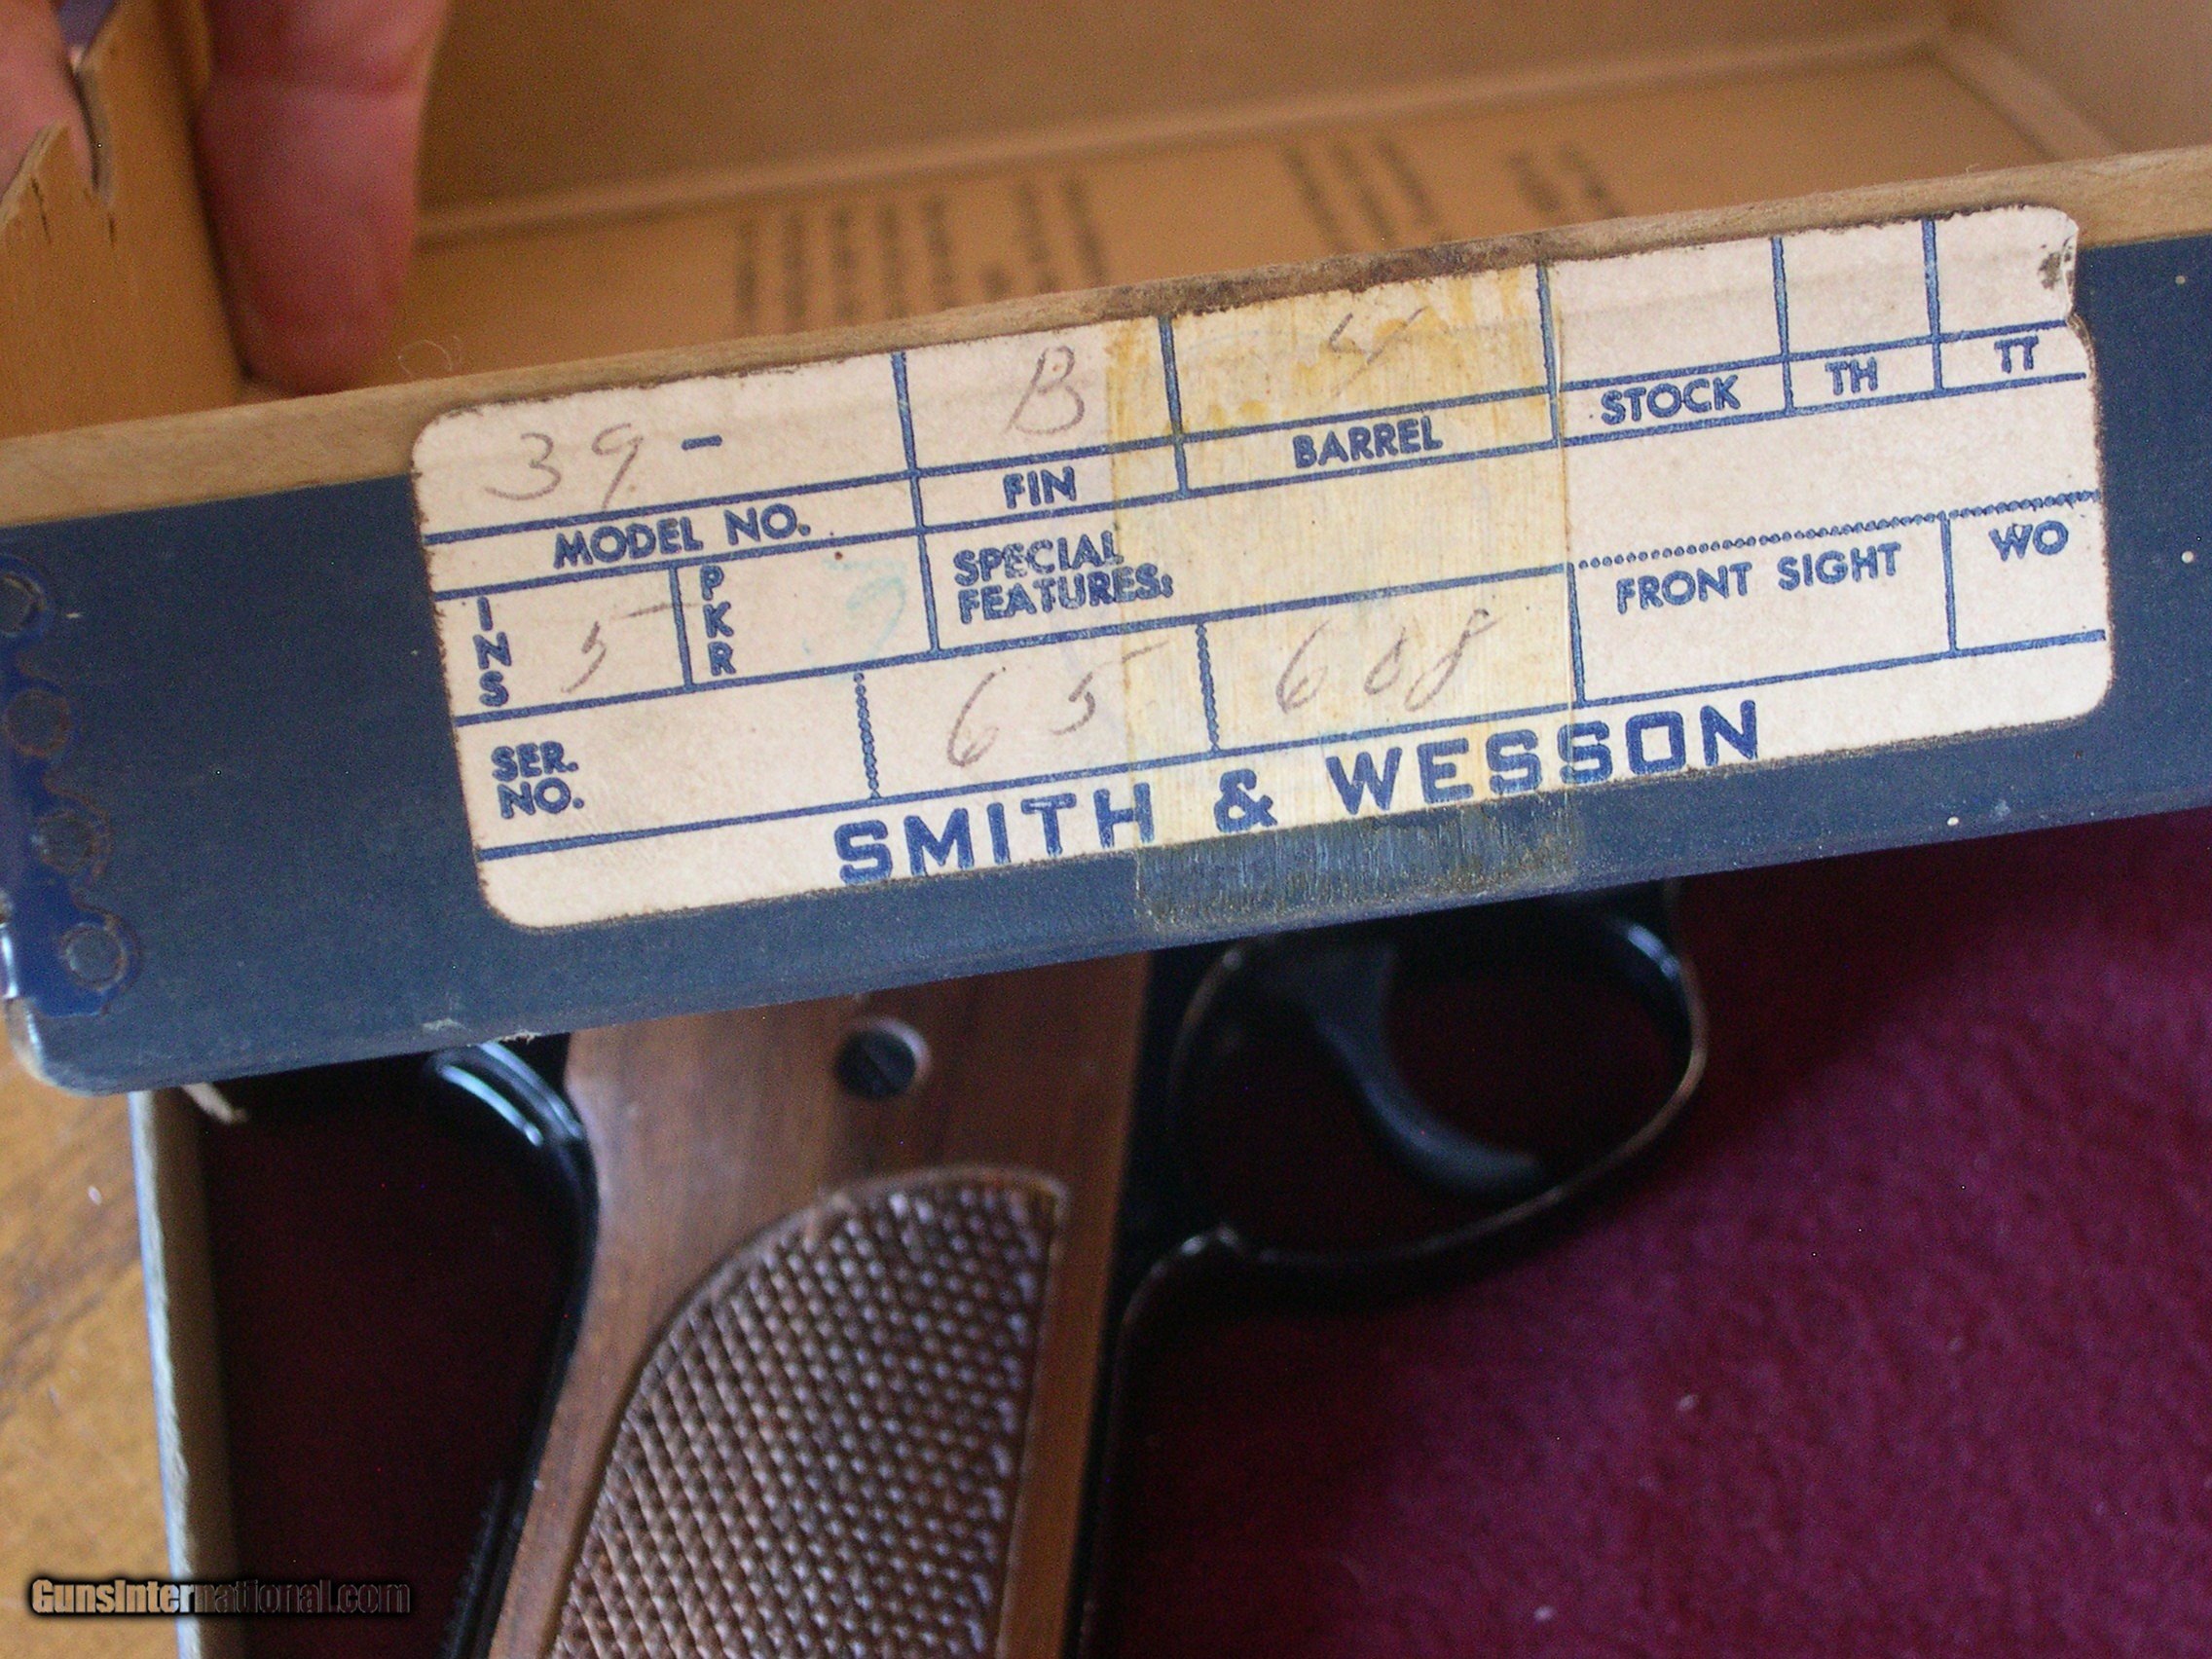 39 - B 4
MODEL NO. FIN BARREL STOCK TH TT
INS 5 PKR SPECIAL FEATURES: FRONT SIGHT WO
SER. NO. 65 608
SMITH & WESSON
GunsInternational.com